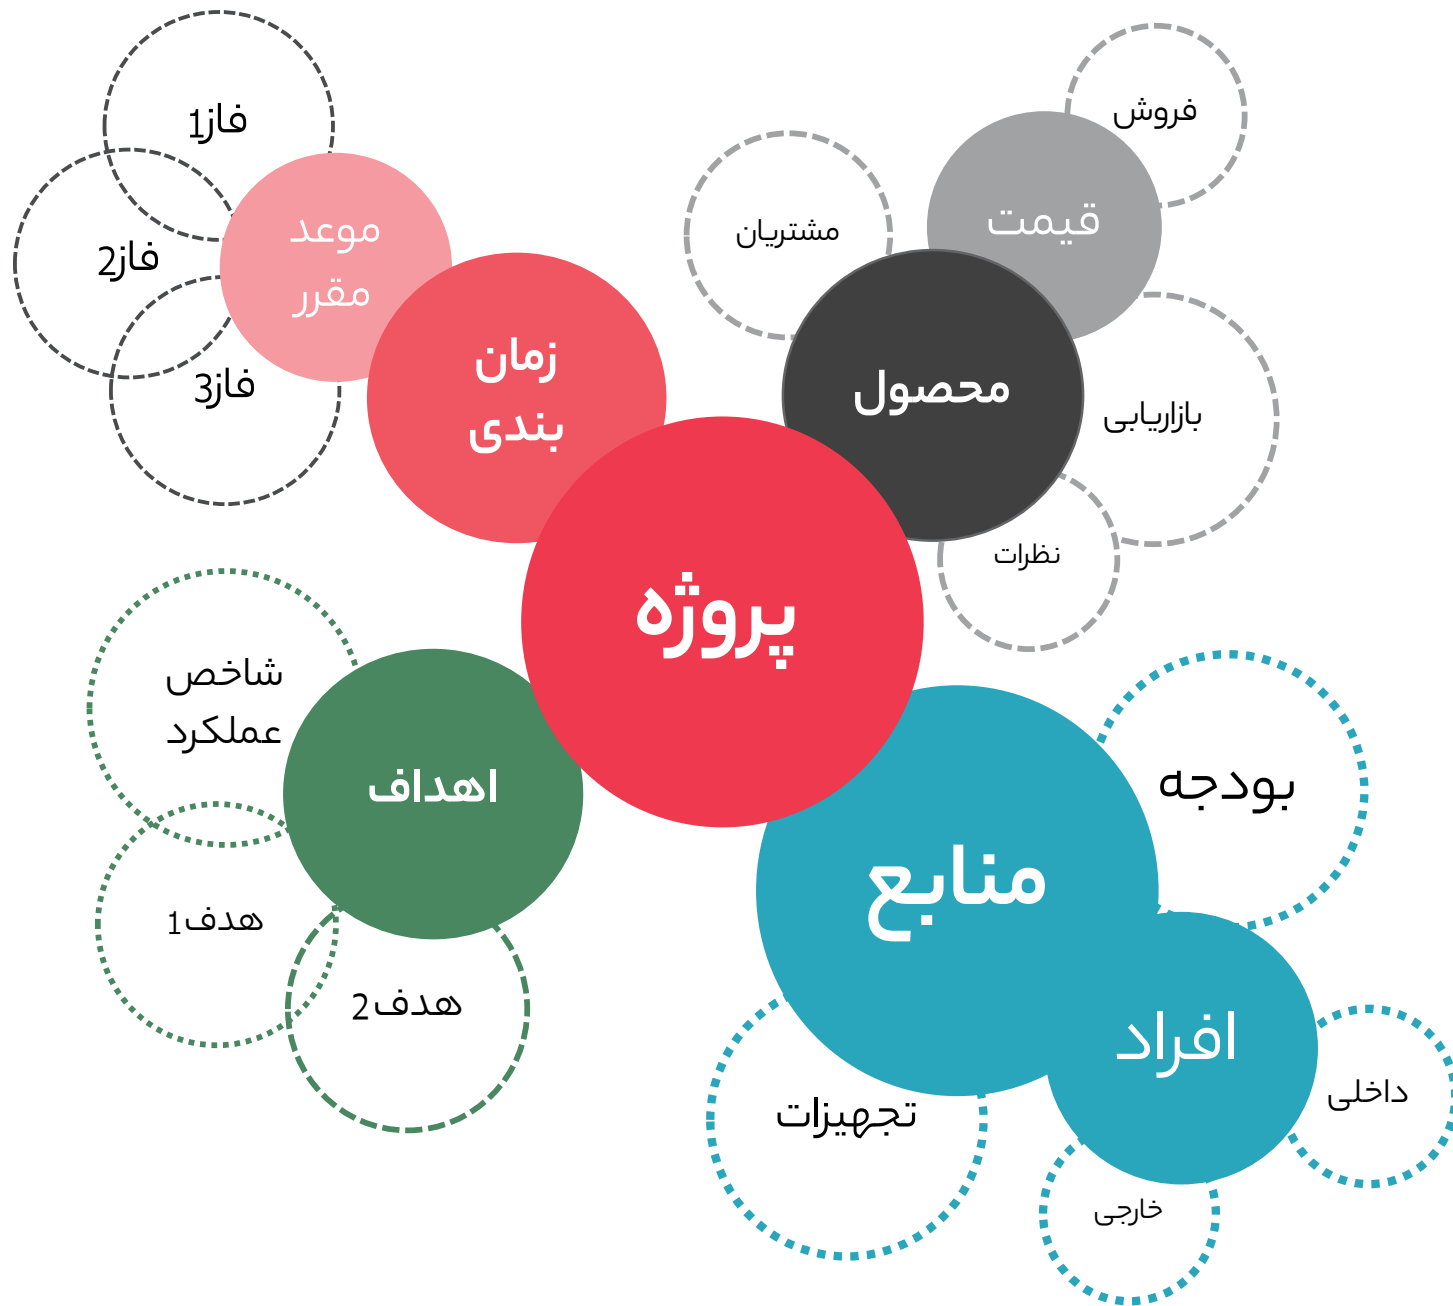 فاز1
فاز2
فاز3
موعد
مقرر
زمان
بندی
فروش
قیمت
مشتریان
محصول
بازاریابی
نظرات
پروژه
شاخص
عملکرد
اهداف
هدف1
هدف2
بودجه
منابع
افراد
تجهیزات
داخلی
خارجی